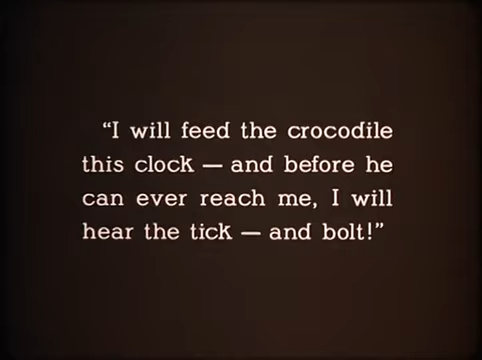 “I will feed the crocodile
this clock — and before he
can ever reach me, I will
hear the tick — and bolt!”